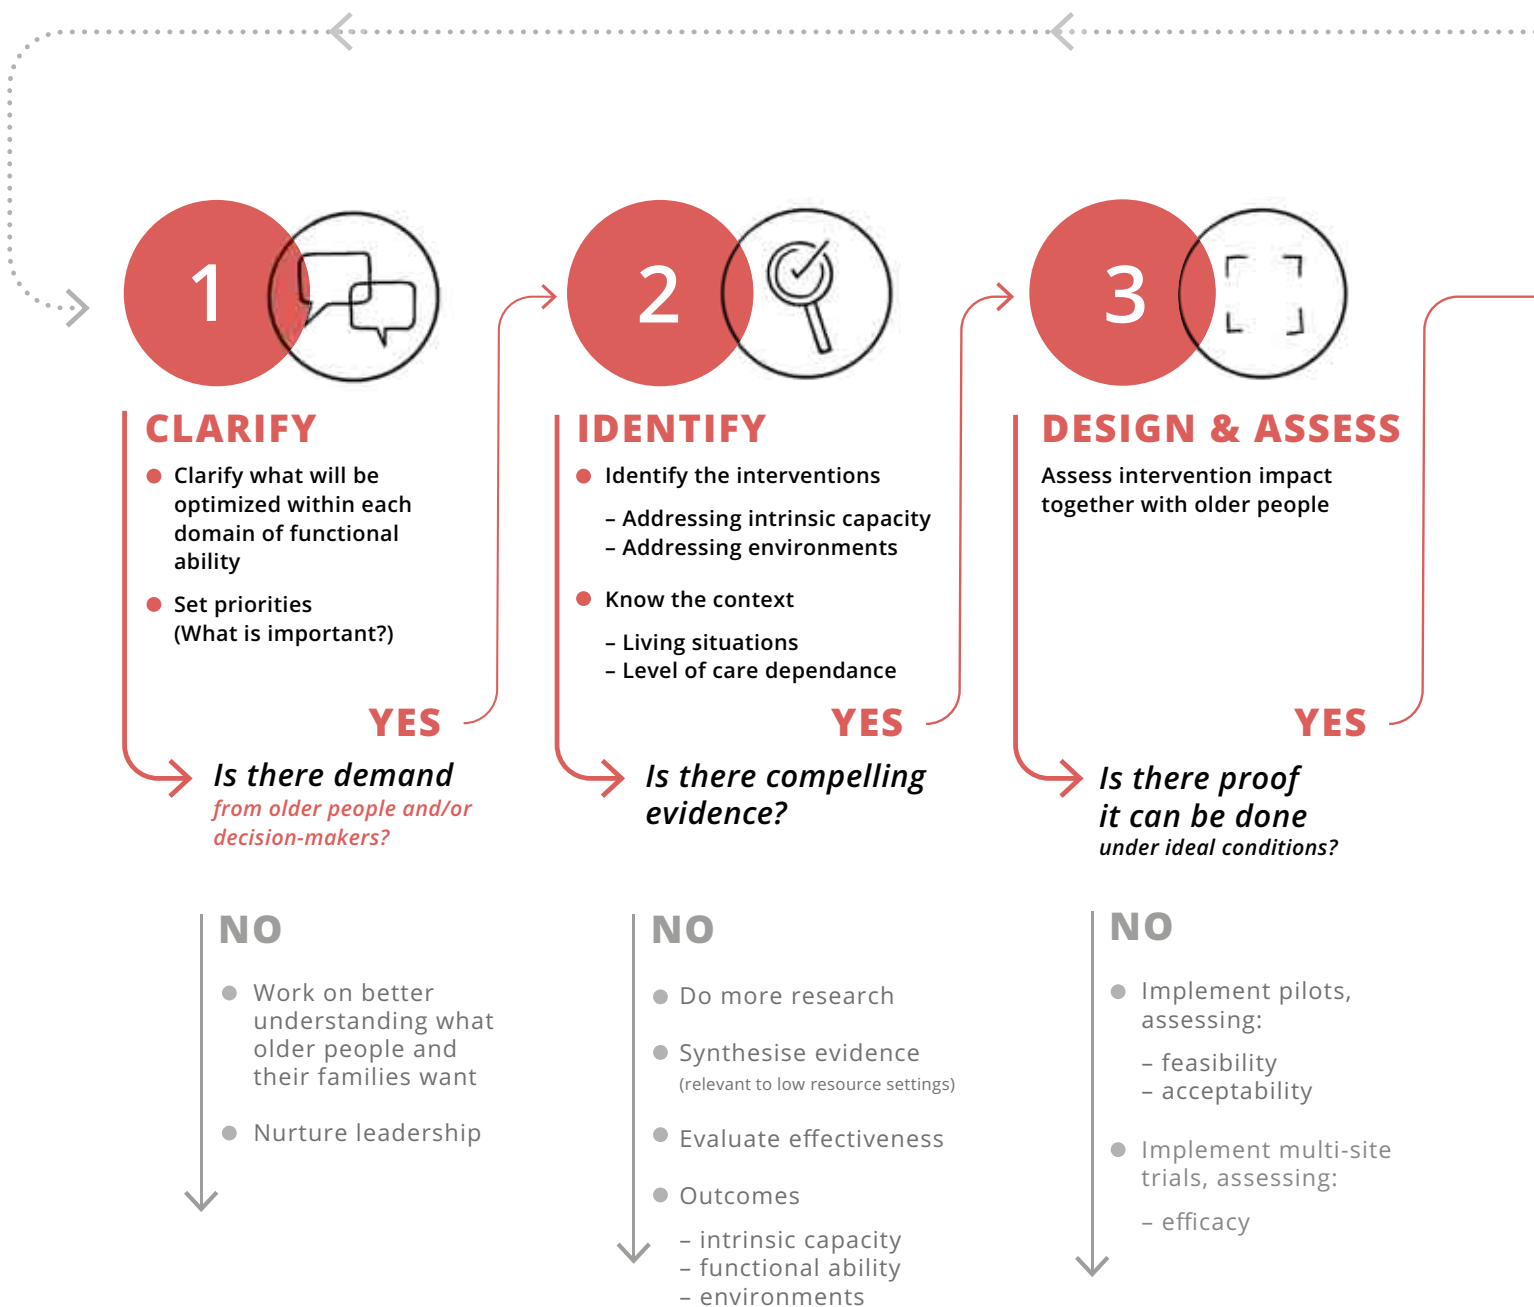 1
CLARIFY
Clarify what will be
optimized within each
domain of functional
ability
Set priorities
(What is important?)
YES
Is there demand
from older people and/or
decision-makers?
NO
Work on better
understanding what
older people and
their families want
Nurture leadership
2
IDENTIFY
Identify the interventions
– Addressing intrinsic capacity
– Addressing environments
Know the context
– Living situations
– Level of care dependance
YES
Is there compelling
evidence?
NO
Do more research
Synthesise evidence
(relevant to low resource settings)
Evaluate effectiveness
Outcomes
– intrinsic capacity
– functional ability
– environments
3
DESIGN & ASSESS
Assess intervention impact
together with older people
YES
Is there proof
it can be done
under ideal conditions?
NO
Implement pilots,
assessing:
– feasibility
– acceptability
Implement multi-site
trials, assessing:
– efficacy